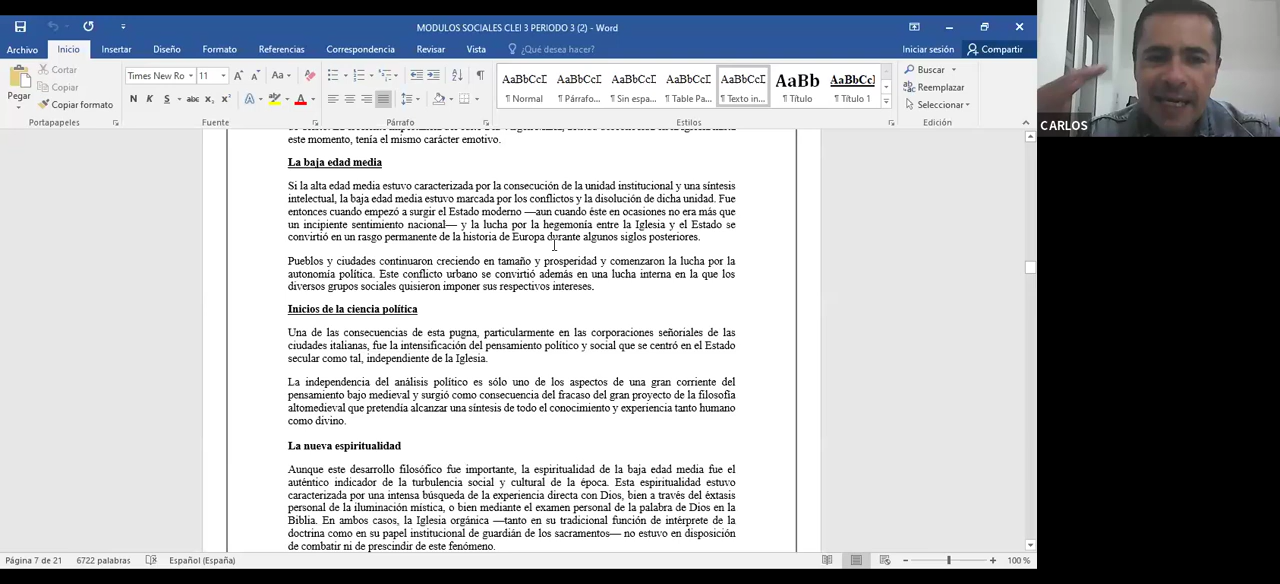 MODULOS SOCIALES CLEI 3 PERIODO 3 (2) - Word
Archivo Inicio Insertar Diseño Formato Referencias Correspondencia Revisar Vista ¿Qué desea hacer? Iniciar sesión Compartir
Pegar
Cortar
Copiar
Copiar formato
Portapapeles
Times New Ro 11
N K S abc x₂ x²
Fuente
Párrafo
AaBbCcD AaBbCcD AaBbCcD AaBbCcD AaBbCcD AaBb AaBbCc
¶ Normal ¶ Párrafo... ¶ Sin espa... ¶ Table Pa... ¶ Texto in... ¶ Título ¶ Título 1
Estilos
Buscar
Reemplazar
Seleccionar
Edición
CARLOS
este momento, tenía el mismo carácter emotivo.
La baja edad media
Si la alta edad media estuvo caracterizada por la consecución de la unidad institucional y una síntesis
intelectual, la baja edad media estuvo marcada por los conflictos y la disolución de dicha unidad. Fue
entonces cuando empezó a surgir el Estado moderno —aun cuando éste en ocasiones no era más que
un incipiente sentimiento nacional— y la lucha por la hegemonía entre la Iglesia y el Estado se
convirtió en un rasgo permanente de la historia de Europa durante algunos siglos posteriores.
Pueblos y ciudades continuaron creciendo en tamaño y prosperidad y comenzaron la lucha por la
autonomía política. Este conflicto urbano se convirtió además en una lucha interna en la que los
diversos grupos sociales quisieron imponer sus respectivos intereses.
Inicios de la ciencia política
Una de las consecuencias de esta pugna, particularmente en las corporaciones señoriales de las
ciudades italianas, fue la intensificación del pensamiento político y social que se centró en el Estado
secular como tal, independiente de la Iglesia.
La independencia del análisis político es sólo uno de los aspectos de una gran corriente del
pensamiento bajo medieval y surgió como consecuencia del fracaso del gran proyecto de la filosofía
altomedieval que pretendía alcanzar una síntesis de todo el conocimiento y experiencia tanto humano
como divino.
La nueva espiritualidad
Aunque este desarrollo filosófico fue importante, la espiritualidad de la baja edad media fue el
auténtico indicador de la turbulencia social y cultural de la época. Esta espiritualidad estuvo
caracterizada por una intensa búsqueda de la experiencia directa con Dios, bien a través del éxtasis
personal de la iluminación mística, o bien mediante el examen personal de la palabra de Dios en la
Biblia. En ambos casos, la Iglesia orgánica —tanto en su tradicional función de intérprete de la
doctrina como en su papel institucional de guardián de los sacramentos— no estuvo en disposición
de combatir ni de prescindir de este fenómeno.
Página 7 de 21 6722 palabras Español (España) 100 %